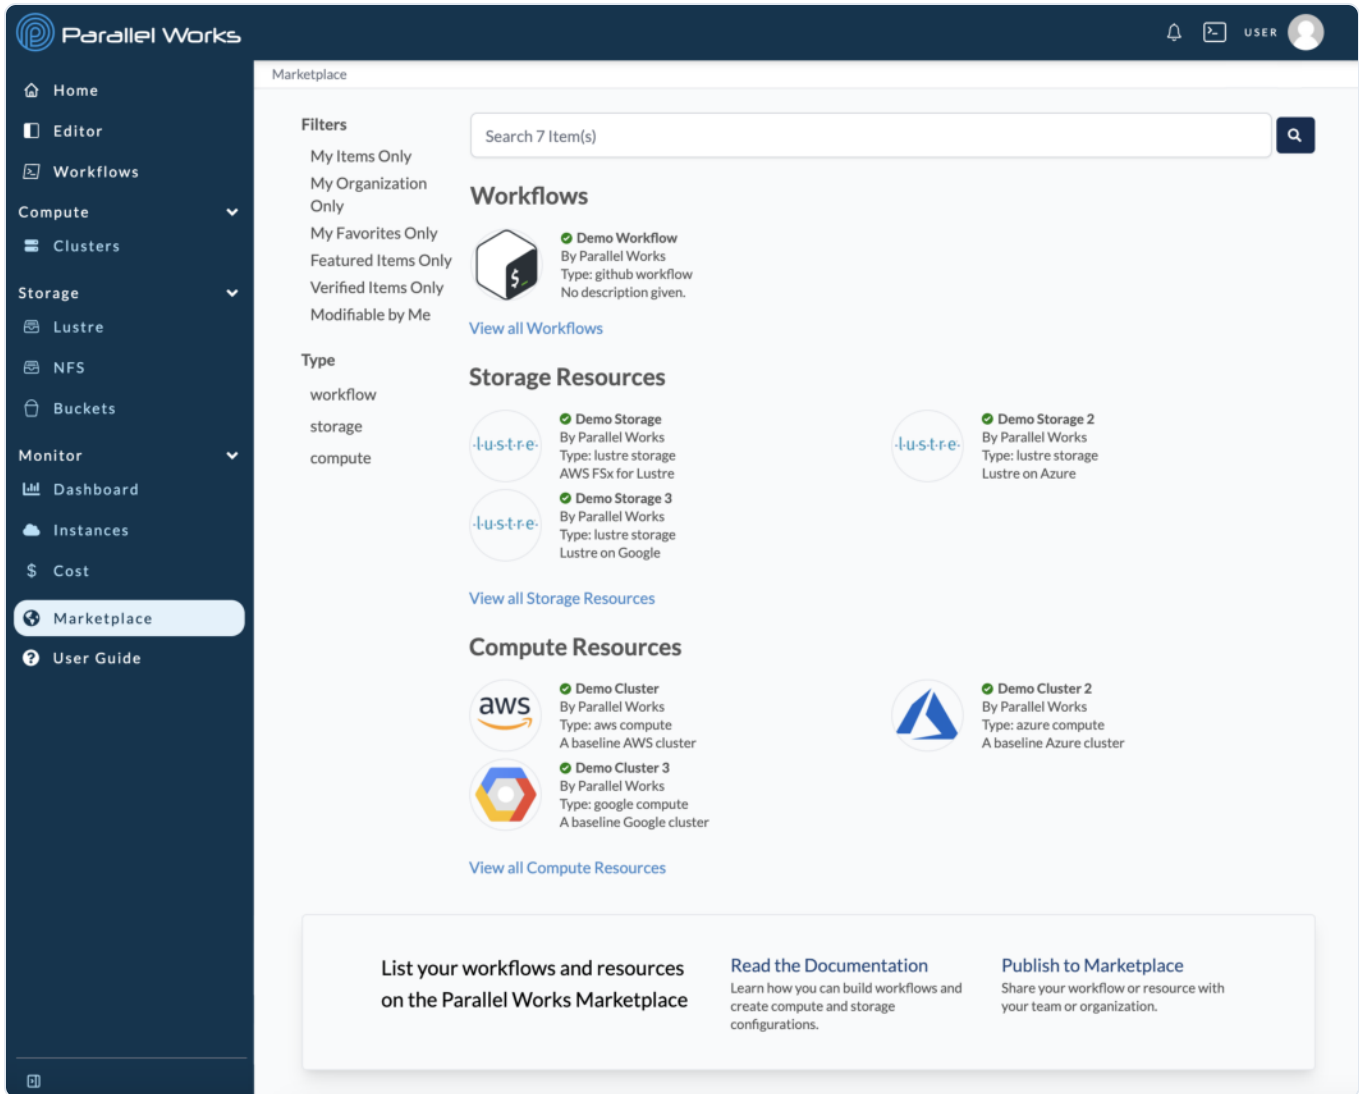 Parallel Works
USER
Home
Editor
Workflows
Compute
Clusters
Storage
Lustre
NFS
Buckets
Monitor
Dashboard
Instances
$ Cost
Marketplace
User Guide
Marketplace
Filters
My Items Only
My Organization
Only
My Favorites Only
Featured Items Only
Verified Items Only
Modifiable by Me
Type
workflow
storage
compute
Search 7 Item(s)
Workflows
$_
Demo Workflow
By Parallel Works
Type: github workflow
No description given.
View all Workflows
Storage Resources
·l·u·s·t·r·e·
Demo Storage
By Parallel Works
Type: lustre storage
AWS FSx for Lustre
·l·u·s·t·r·e·
Demo Storage 2
By Parallel Works
Type: lustre storage
Lustre on Azure
·l·u·s·t·r·e·
Demo Storage 3
By Parallel Works
Type: lustre storage
Lustre on Google
View all Storage Resources
Compute Resources
aws
Demo Cluster
By Parallel Works
Type: aws compute
A baseline AWS cluster
Demo Cluster 2
By Parallel Works
Type: azure compute
A baseline Azure cluster
Demo Cluster 3
By Parallel Works
Type: google compute
A baseline Google cluster
View all Compute Resources
List your workflows and resources
on the Parallel Works Marketplace
Read the Documentation
Learn how you can build workflows and
create compute and storage
configurations.
Publish to Marketplace
Share your workflow or resource with
your team or organization.